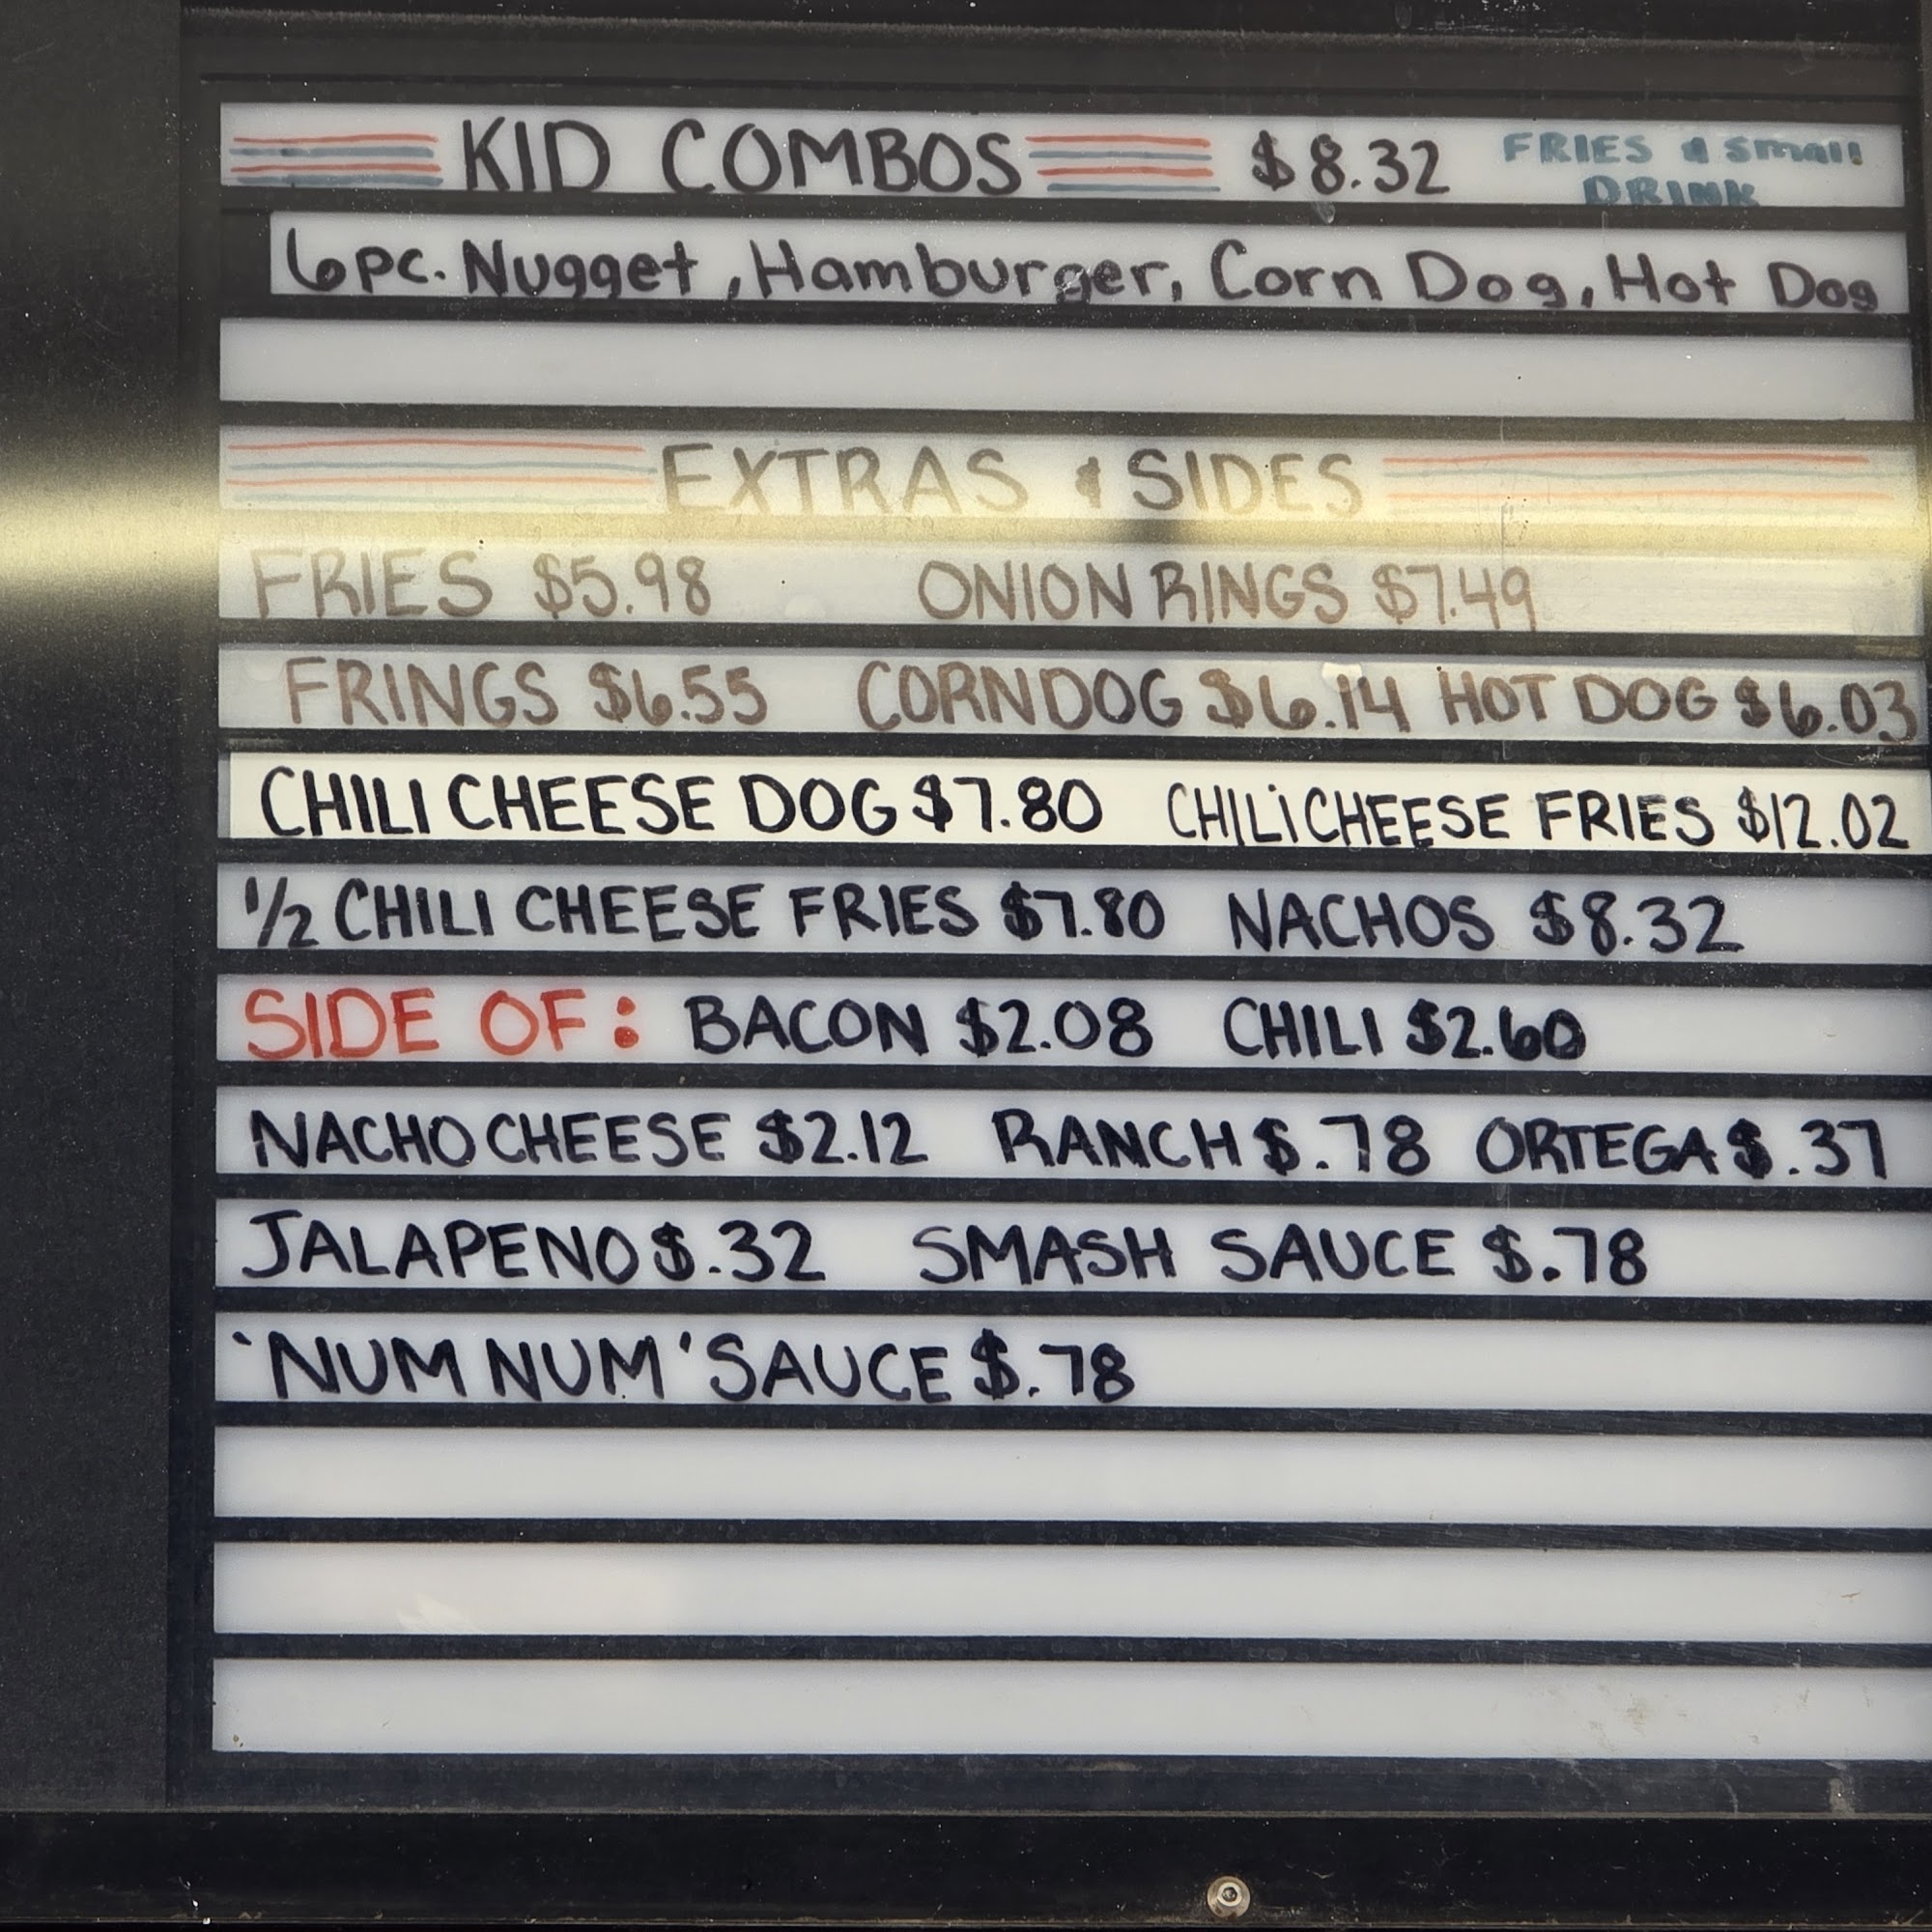 KID COMBOS $8.32 FRIES & small
DRINK
6pc. Nugget, Hamburger, Corn Dog, Hot Dog
EXTRAS & SIDES
FRIES $5.98 ONION RINGS $7.49
FRINGS $6.55 CORNDOG $6.14 HOT DOG $6.03
CHILI CHEESE DOG $7.80 CHILI CHEESE FRIES $12.02
1/2 CHILI CHEESE FRIES $7.80 NACHOS $8.32
SIDE OF: BACON $2.08 CHILI $2.60
NACHO CHEESE $2.12 RANCH $.78 ORTEGA $.37
JALAPENO $.32 SMASH SAUCE $.78
'NUM NUM' SAUCE $.78